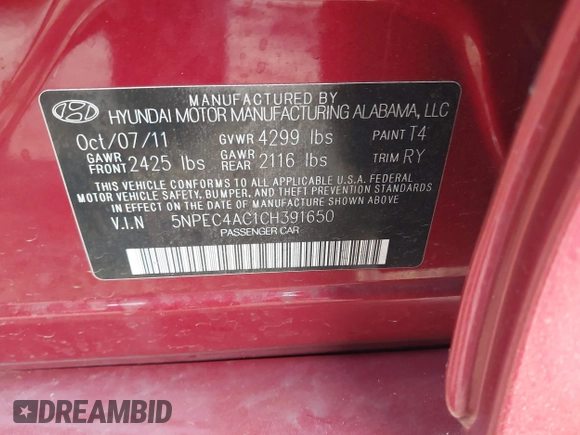 MANUFACTURED BY
HYUNDAI MOTOR MANUFACTURING ALABAMA, LLC
Oct/07/11 GVWR 4299 lbs PAINT T4
GAWR FRONT 2425 lbs GAWR REAR 2116 lbs TRIM RY
THIS VEHICLE CONFORMS TO ALL APPLICABLE U.S.A. FEDERAL
MOTOR VEHICLE SAFETY, BUMPER, AND THEFT PREVENTION STANDARDS
IN EFFECT ON THE DATE OF MANUFACTURE SHOWN ABOVE.
V.I.N 5NPEC4AC1CH391650
PASSENGER CAR
DREAMBID